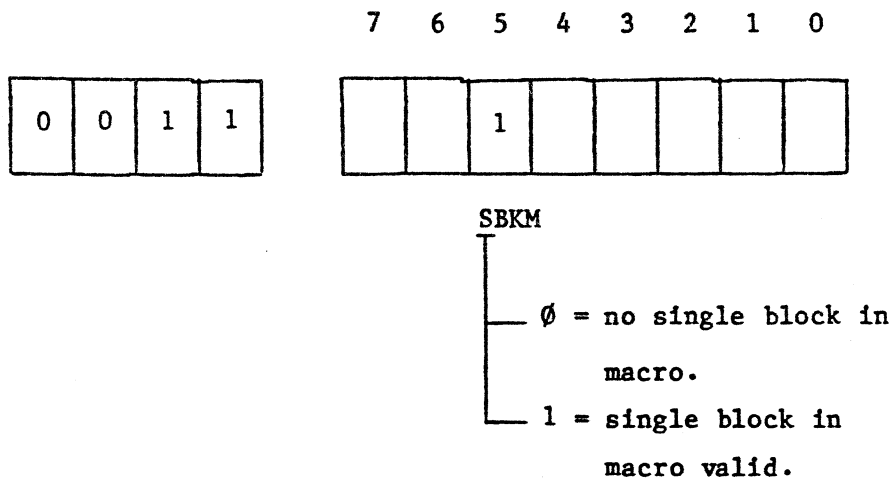 7 6 5 4 3 2 1 0
0 0 1 1 1
SBKM
Ø = no single block in
macro.
1 = single block in
macro valid.